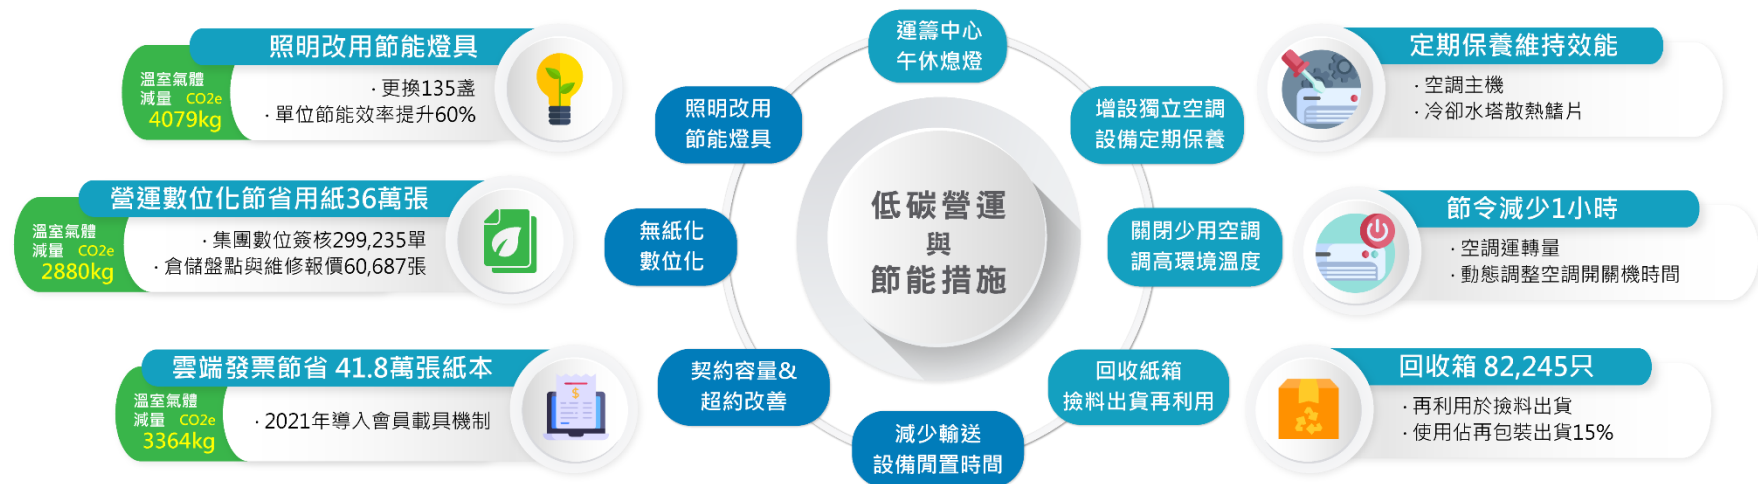 照明改用節能燈具
溫室氣體
減量 CO2e
4079kg
· 更換135盞
· 單位節能效率提升60%
營運數位化節省用紙36萬張
溫室氣體
減量 CO2e
2880kg
· 集團數位簽核299,235單
· 倉儲盤點與維修報價60,687張
雲端發票節省 41.8萬張紙本
溫室氣體
減量 CO2e
3364kg
· 2021年導入會員載具機制
低碳營運
與
節能措施
運籌中心
午休熄燈
增設獨立空調
設備定期保養
關閉少用空調
調高環境溫度
回收紙箱
撿料出貨再利用
減少輸送
設備閒置時間
契約容量&
超約改善
無紙化
數位化
照明改用
節能燈具
定期保養維持效能
· 空調主機
· 冷卻水塔散熱鰭片
節令減少1小時
· 空調運轉量
· 動態調整空調開關機時間
回收箱 82,245只
· 再利用於撿料出貨
· 使用佔再包裝出貨15%